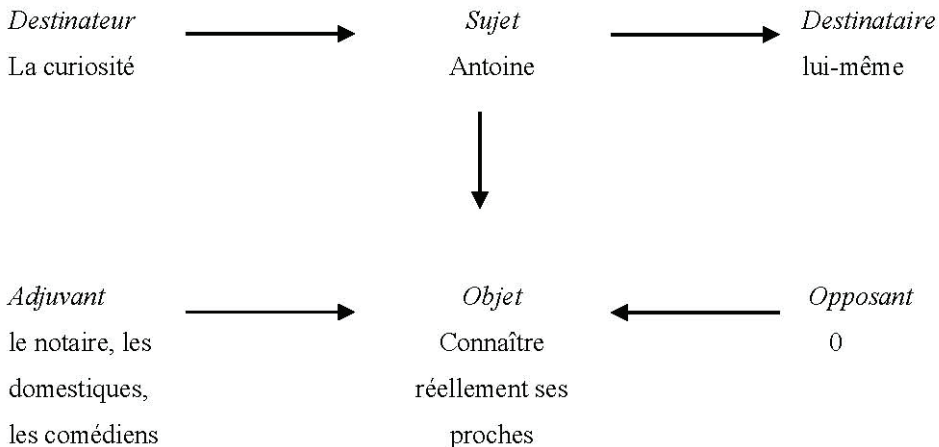 Destinateur Sujet Destinataire
La curiosité Antoine lui-même
Adjuvant Objet Opposant
le notaire, les Connaître 0
domestiques, réellement ses
les comédiens proches